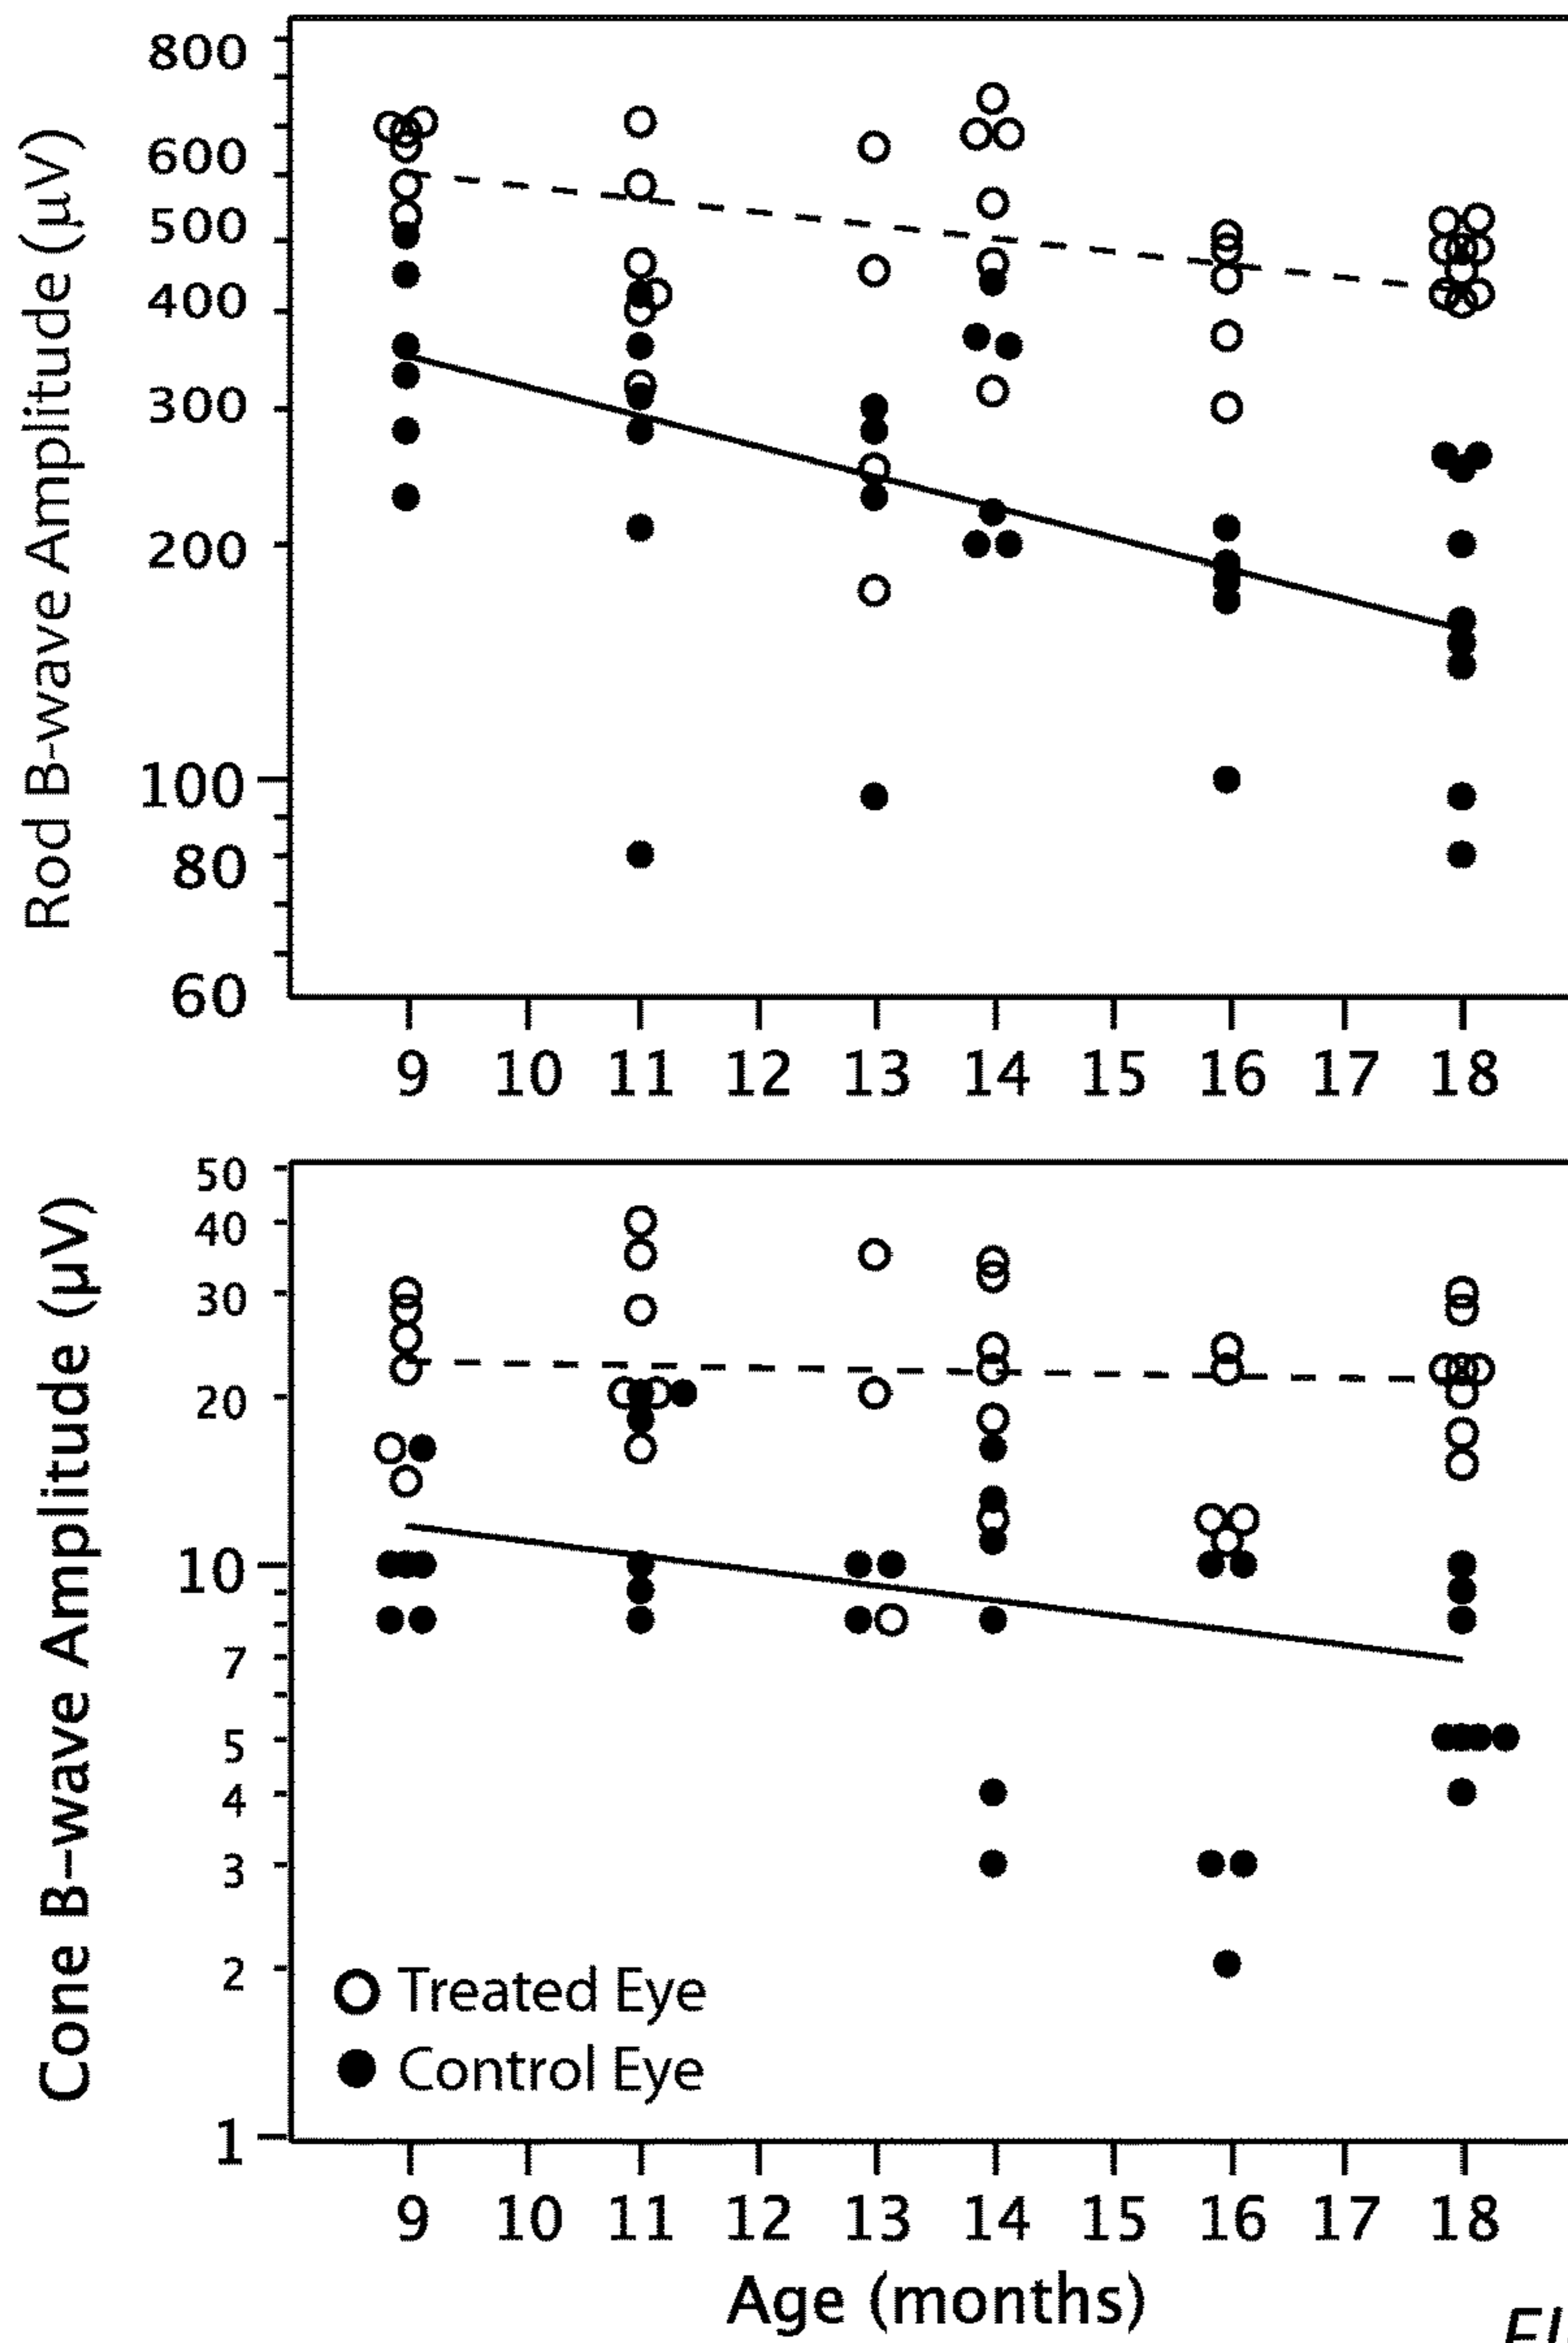 Rod B-wave Amplitude (µV)
800
600
500
400
300
200
100
80
60
9 10 11 12 13 14 15 16 17 18
Cone B-wave Amplitude (µV)
50
40
30
20
10
7
5
4
3
2
1
Treated Eye
Control Eye
9 10 11 12 13 14 15 16 17 18
Age (months)